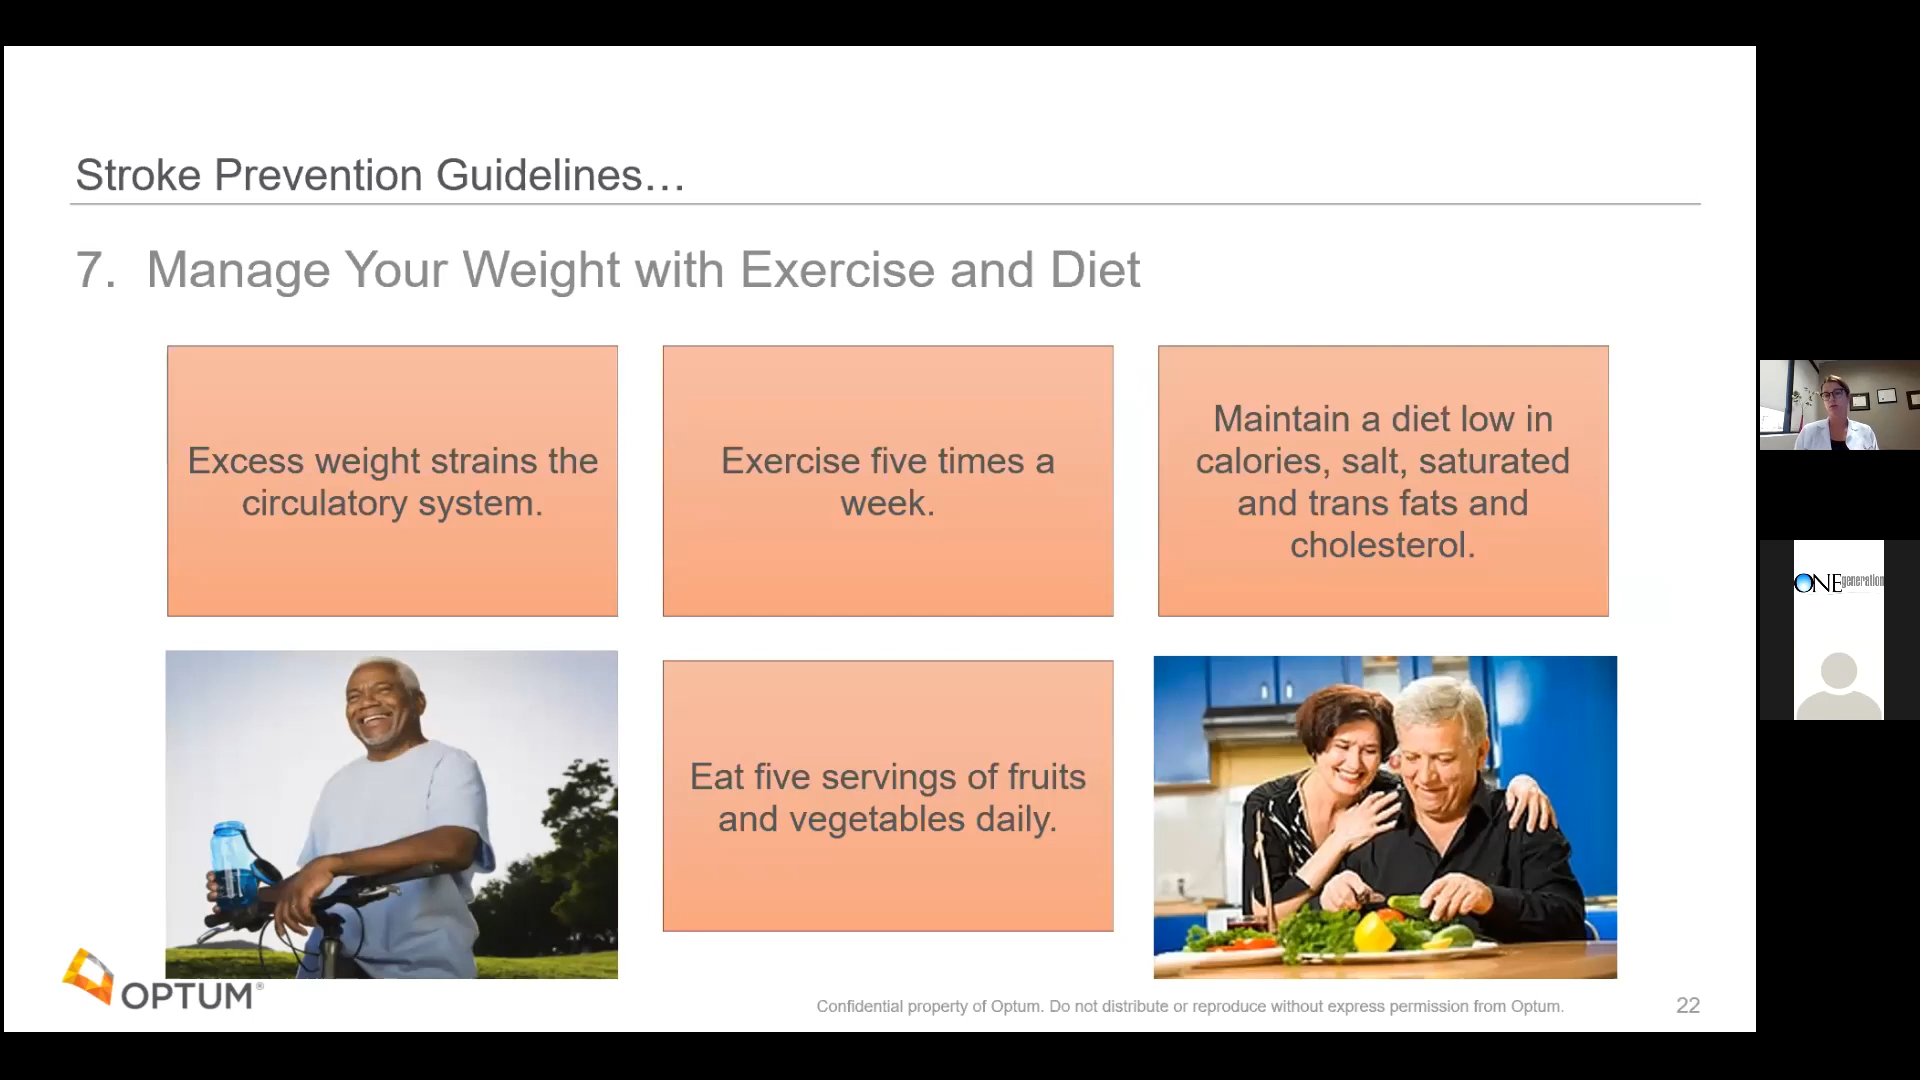 Stroke Prevention Guidelines…
7. Manage Your Weight with Exercise and Diet
Excess weight strains the
circulatory system.
Exercise five times a
week.
Maintain a diet low in
calories, salt, saturated
and trans fats and
cholesterol.
Eat five servings of fruits
and vegetables daily.
OPTUM®
Confidential property of Optum. Do not distribute or reproduce without express permission from Optum.
22
ONEgeneration